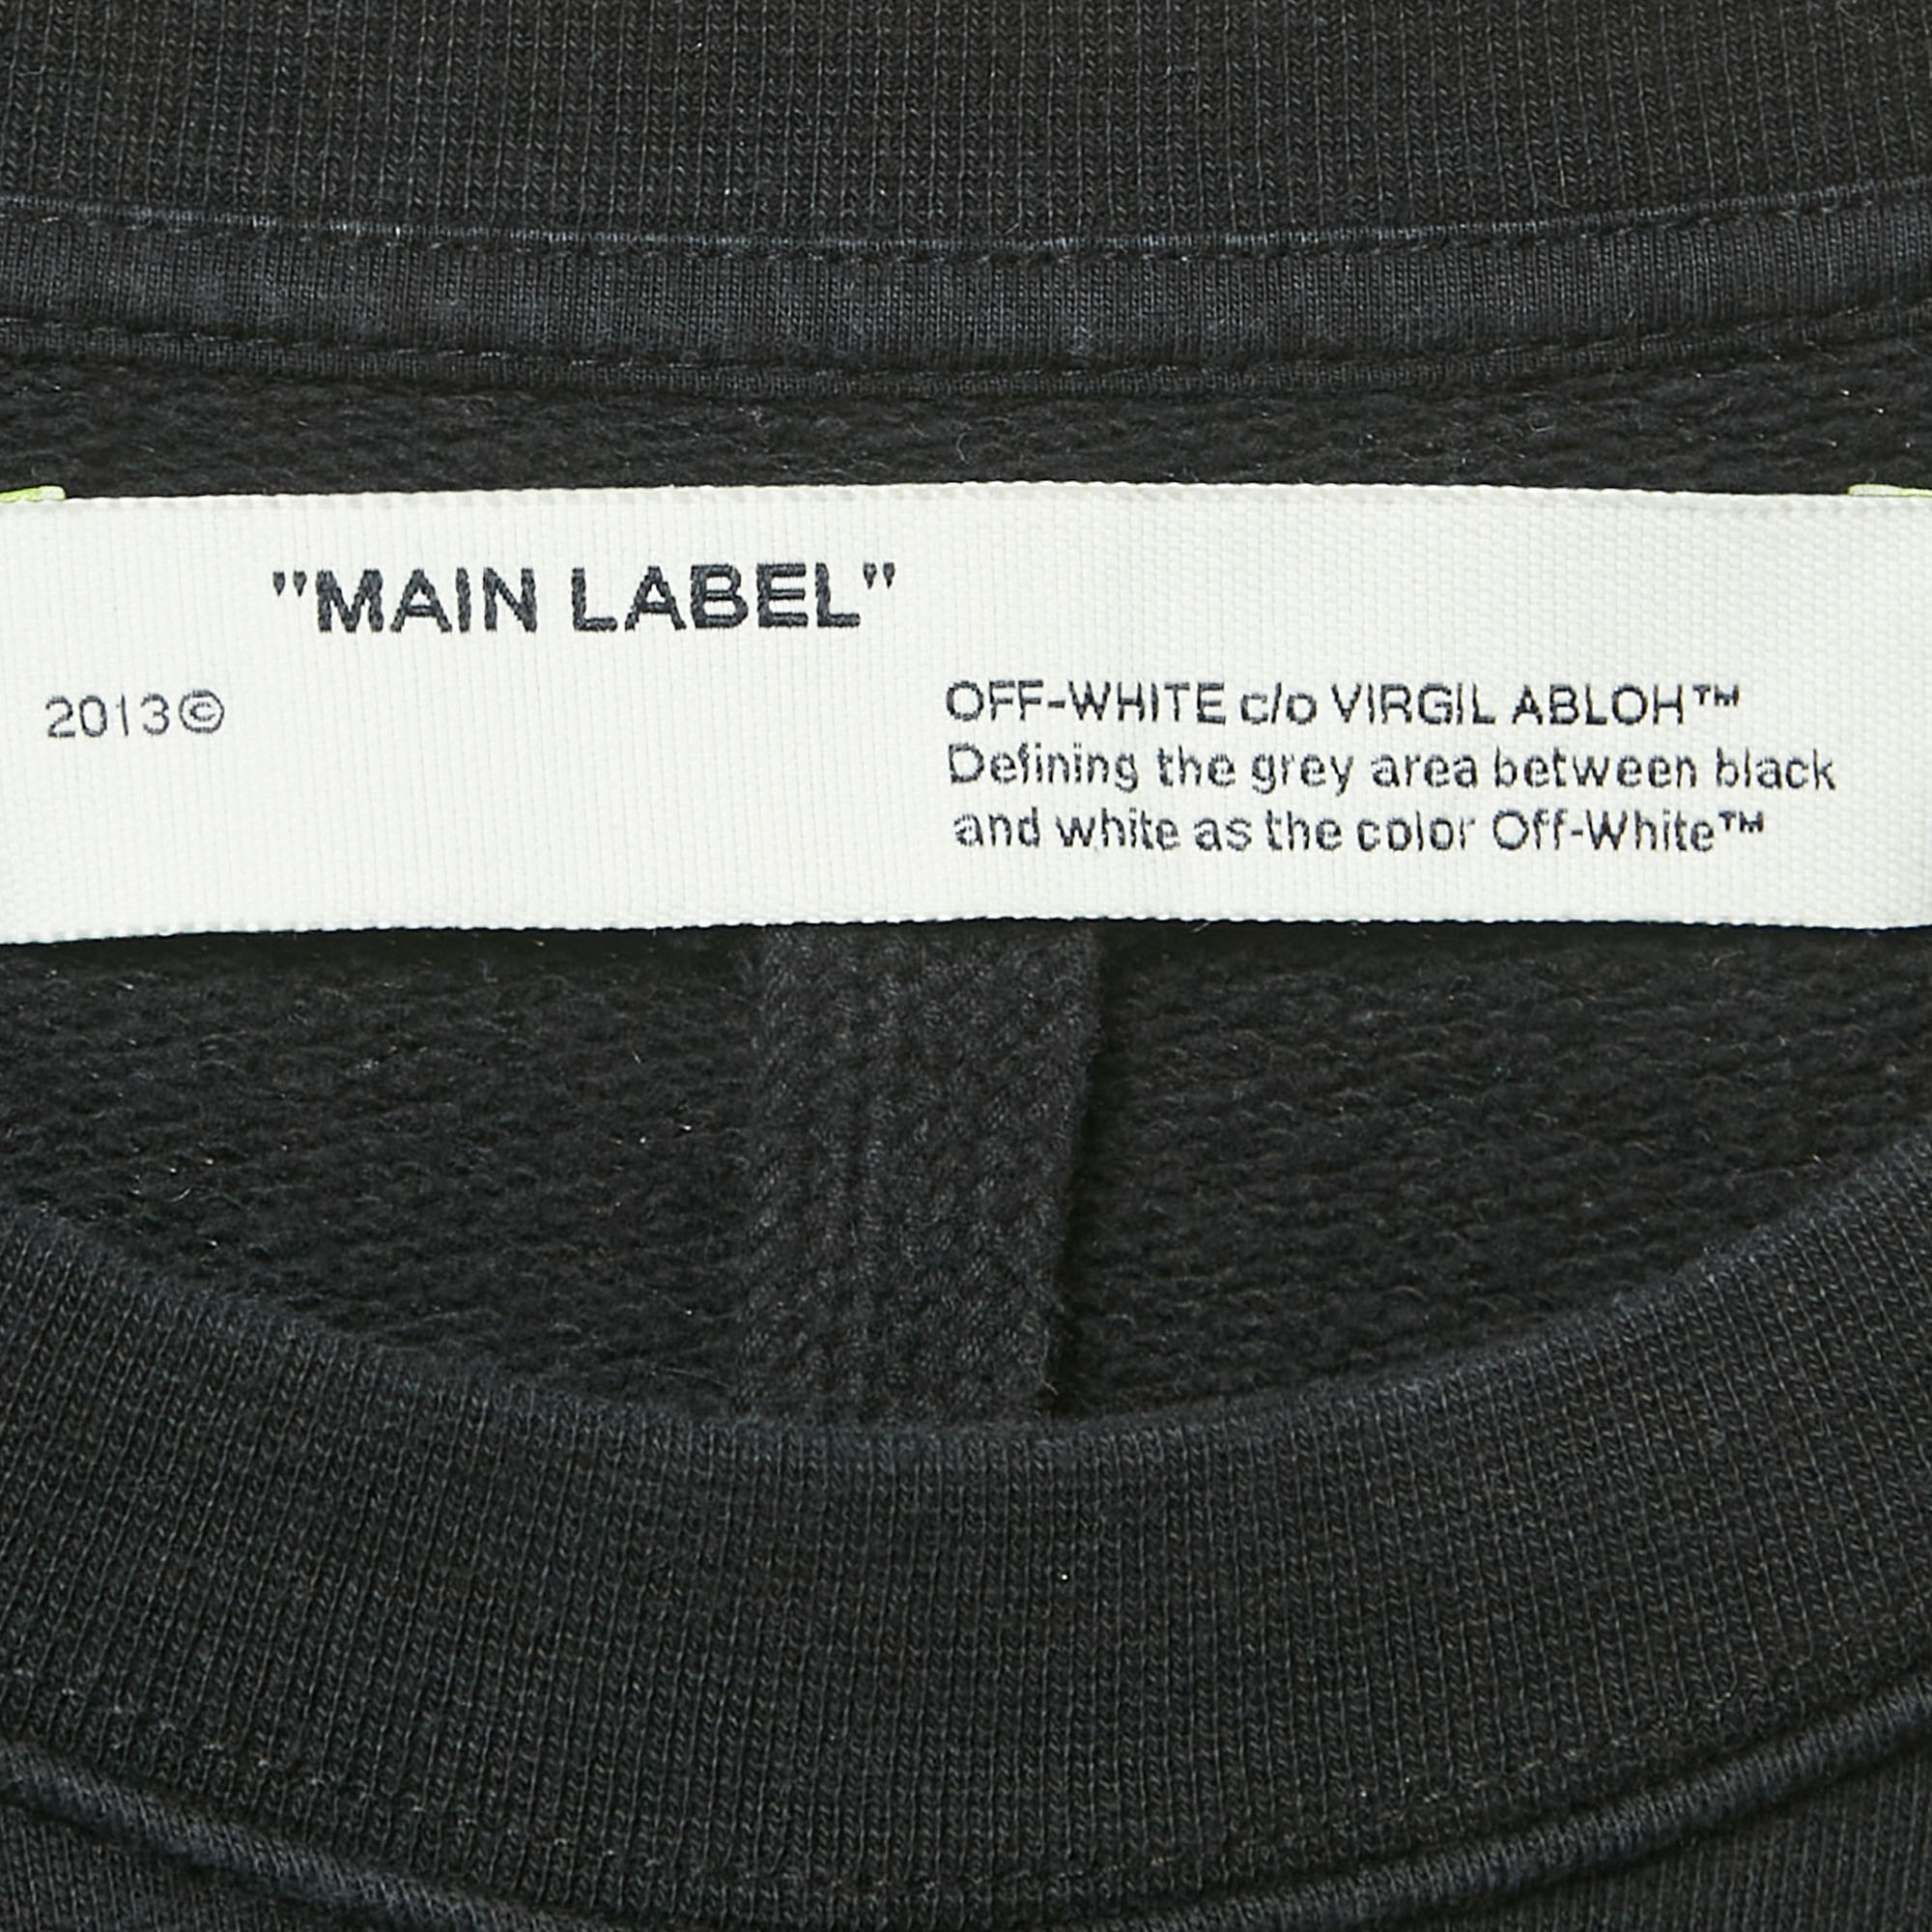 "MAIN LABEL"
2013©
OFF-WHITE c/o VIRGIL ABLOH™
Defining the grey area between black
and white as the color Off-White™